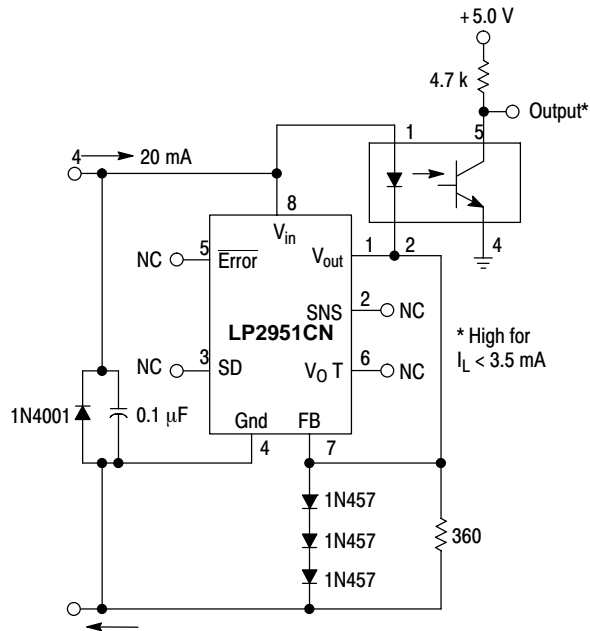 +5.0 V
4.7 k
Output*
1
5
4
20 mA
8
V_in
4
NC
5
Error
V_out
1
2
SNS
2
NC
LP2951CN
* High for
I_L < 3.5 mA
NC
3
SD
V_O T
6
NC
1N4001
0.1 μF
Gnd
FB
4
7
1N457
1N457
360
1N457